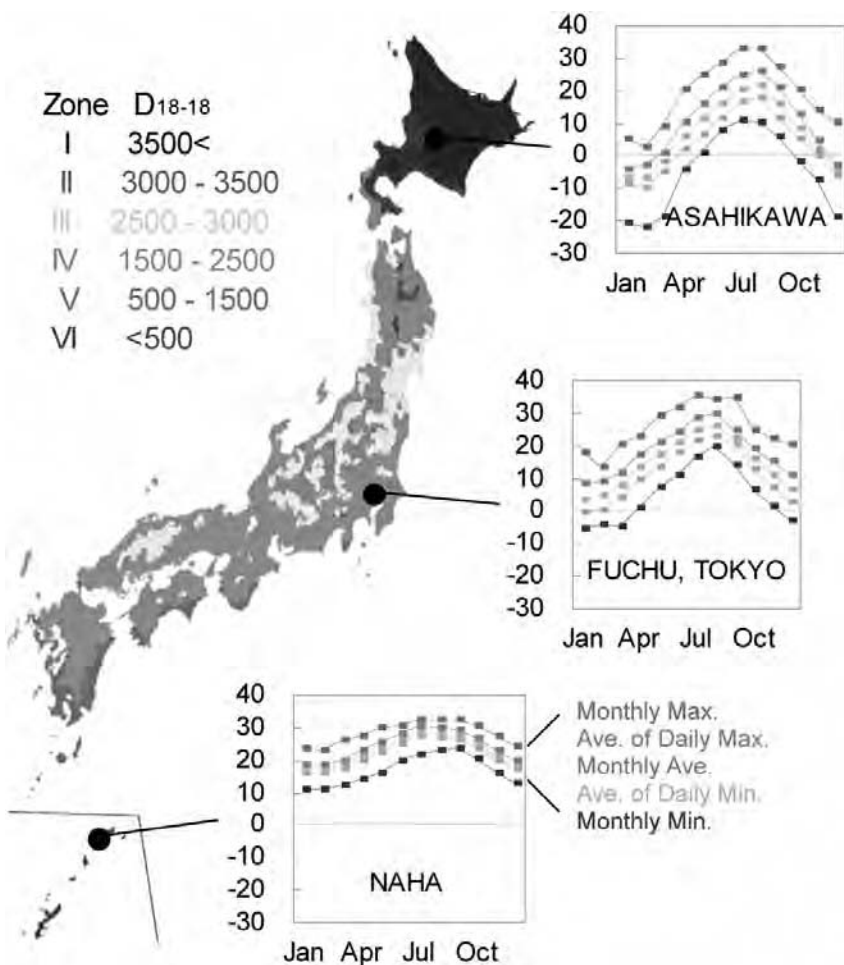 Zone D18-18
I 3500<
II 3000 - 3500
III 2500 - 3000
IV 1500 - 2500
V 500 - 1500
VI <500
40
30
20
10
0
-10
-20
-30
ASAHIKAWA
Jan Apr Jul Oct
40
30
20
10
0
-10
-20
-30
FUCHU, TOKYO
Jan Apr Jul Oct
40
30
20
10
0
-10
-20
-30
NAHA
Jan Apr Jul Oct
Monthly Max.
Ave. of Daily Max.
Monthly Ave.
Ave. of Daily Min.
Monthly Min.